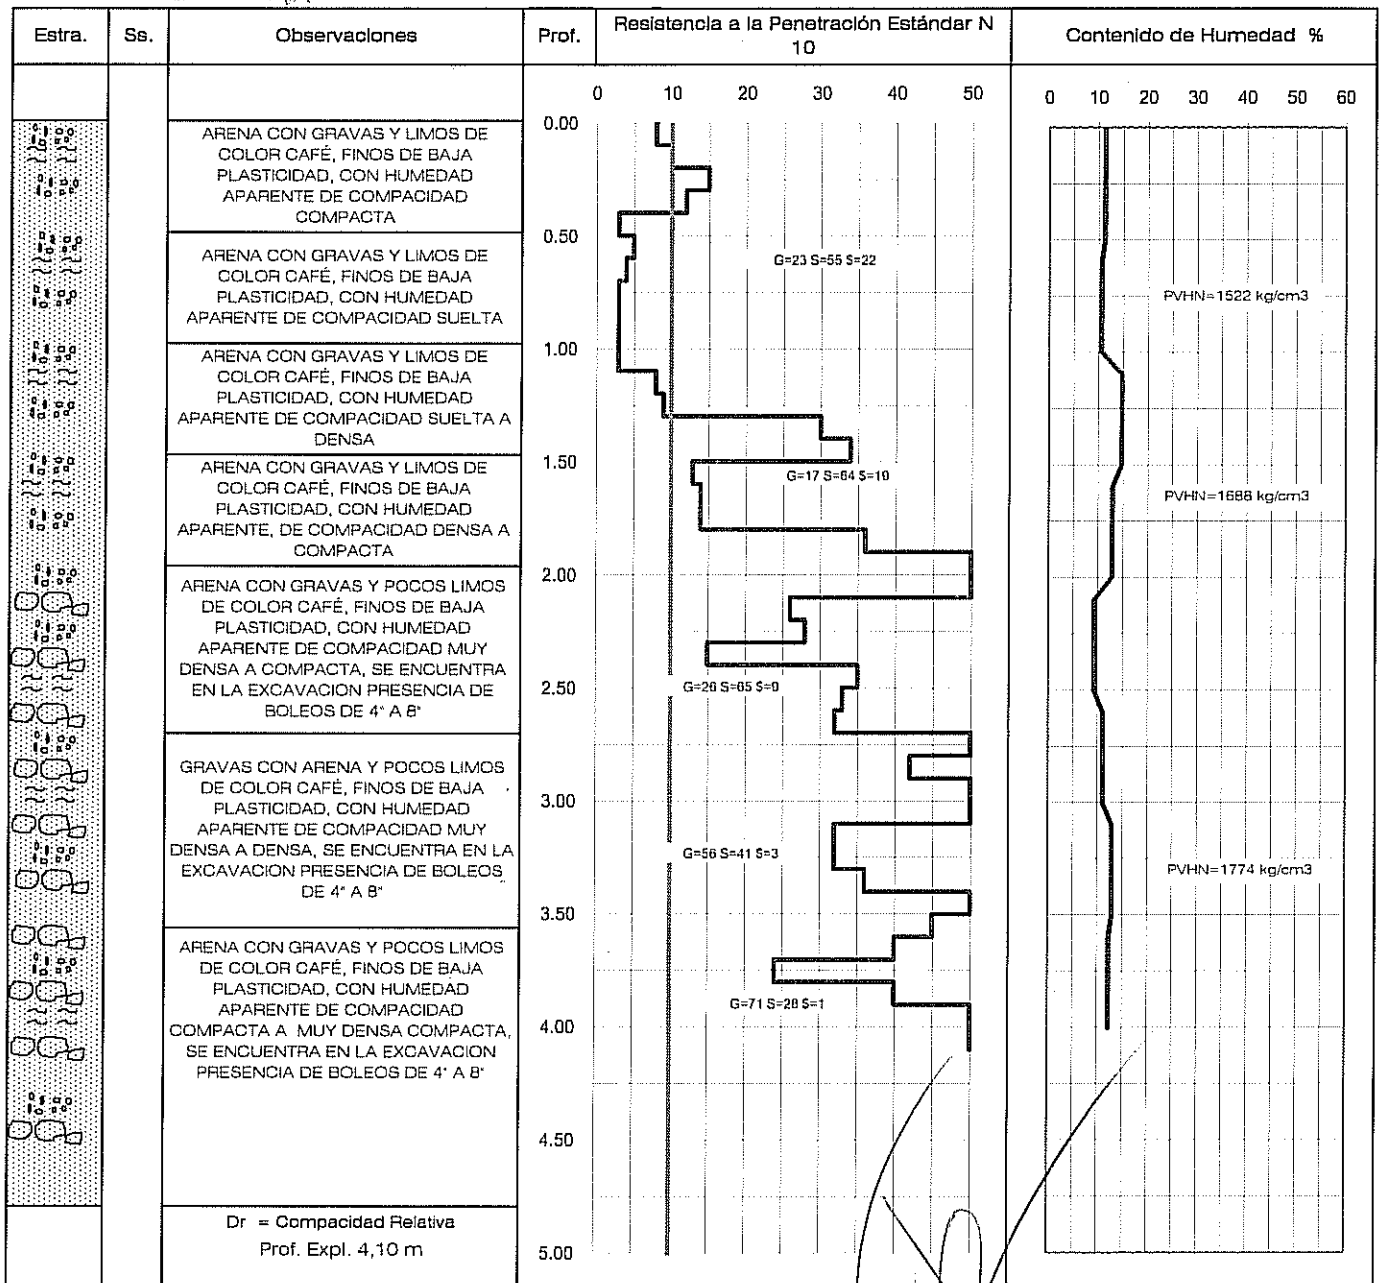 Estra.
Ss.
Observaciones
Prof.
Resistencia a la Penetración Estándar N
10
Contenido de Humedad %
0 10 20 30 40 50
0 10 20 30 40 50 60
0.00
ARENA CON GRAVAS Y LIMOS DE
COLOR CAFÉ, FINOS DE BAJA
PLASTICIDAD, CON HUMEDAD
APARENTE DE COMPACIDAD
COMPACTA
0.50
ARENA CON GRAVAS Y LIMOS DE
COLOR CAFÉ, FINOS DE BAJA
PLASTICIDAD, CON HUMEDAD
APARENTE DE COMPACIDAD SUELTA
G=23 S=55 S=22
PVHN=1522 kg/cm3
1.00
ARENA CON GRAVAS Y LIMOS DE
COLOR CAFÉ, FINOS DE BAJA
PLASTICIDAD, CON HUMEDAD
APARENTE DE COMPACIDAD SUELTA A
DENSA
1.50
ARENA CON GRAVAS Y LIMOS DE
COLOR CAFÉ, FINOS DE BAJA
PLASTICIDAD, CON HUMEDAD
APARENTE, DE COMPACIDAD DENSA A
COMPACTA
G=17 S=64 S=19
PVHN=1688 kg/cm3
2.00
ARENA CON GRAVAS Y POCOS LIMOS
DE COLOR CAFÉ, FINOS DE BAJA
PLASTICIDAD, CON HUMEDAD
APARENTE DE COMPACIDAD MUY
DENSA A COMPACTA, SE ENCUENTRA
EN LA EXCAVACION PRESENCIA DE
BOLEOS DE 4" A 8"
2.50
G=26 S=65 S=9
GRAVAS CON ARENA Y POCOS LIMOS
DE COLOR CAFÉ, FINOS DE BAJA
PLASTICIDAD, CON HUMEDAD
APARENTE DE COMPACIDAD MUY
DENSA A DENSA, SE ENCUENTRA EN LA
EXCAVACION PRESENCIA DE BOLEOS
DE 4" A 8"
3.00
G=56 S=41 S=3
PVHN=1774 kg/cm3
3.50
ARENA CON GRAVAS Y POCOS LIMOS
DE COLOR CAFÉ, FINOS DE BAJA
PLASTICIDAD, CON HUMEDAD
APARENTE DE COMPACIDAD
COMPACTA A MUY DENSA COMPACTA,
SE ENCUENTRA EN LA EXCAVACION
PRESENCIA DE BOLEOS DE 4" A 8"
G=71 S=28 S=1
4.00
4.50
Dr = Compacidad Relativa
Prof. Expl. 4,10 m
5.00